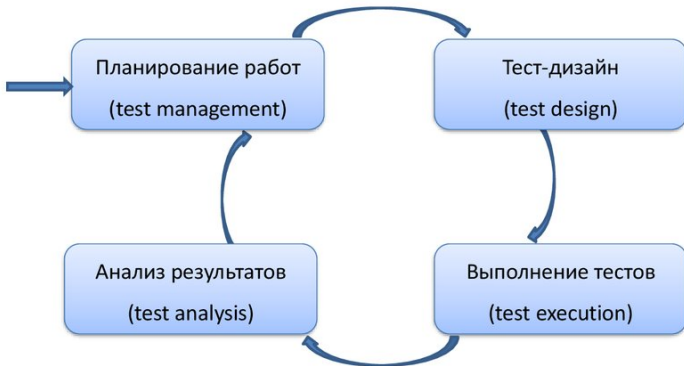 Планирование работ
(test management)
Тест-дизайн
(test design)
Анализ результатов
(test analysis)
Выполнение тестов
(test execution)